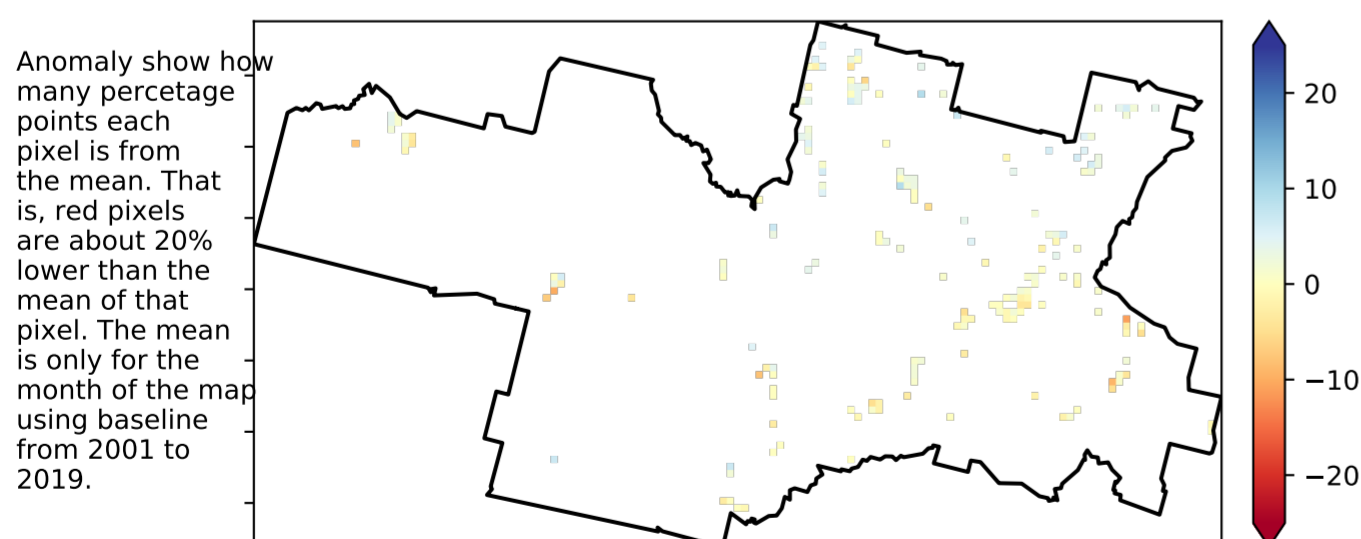 Anomaly show how
many percetage
points each
pixel is from
the mean. That
is, red pixels
are about 20%
lower than the
mean of that
pixel. The mean
is only for the
month of the map
using baseline
from 2001 to
2019.
20
10
0
−10
−20